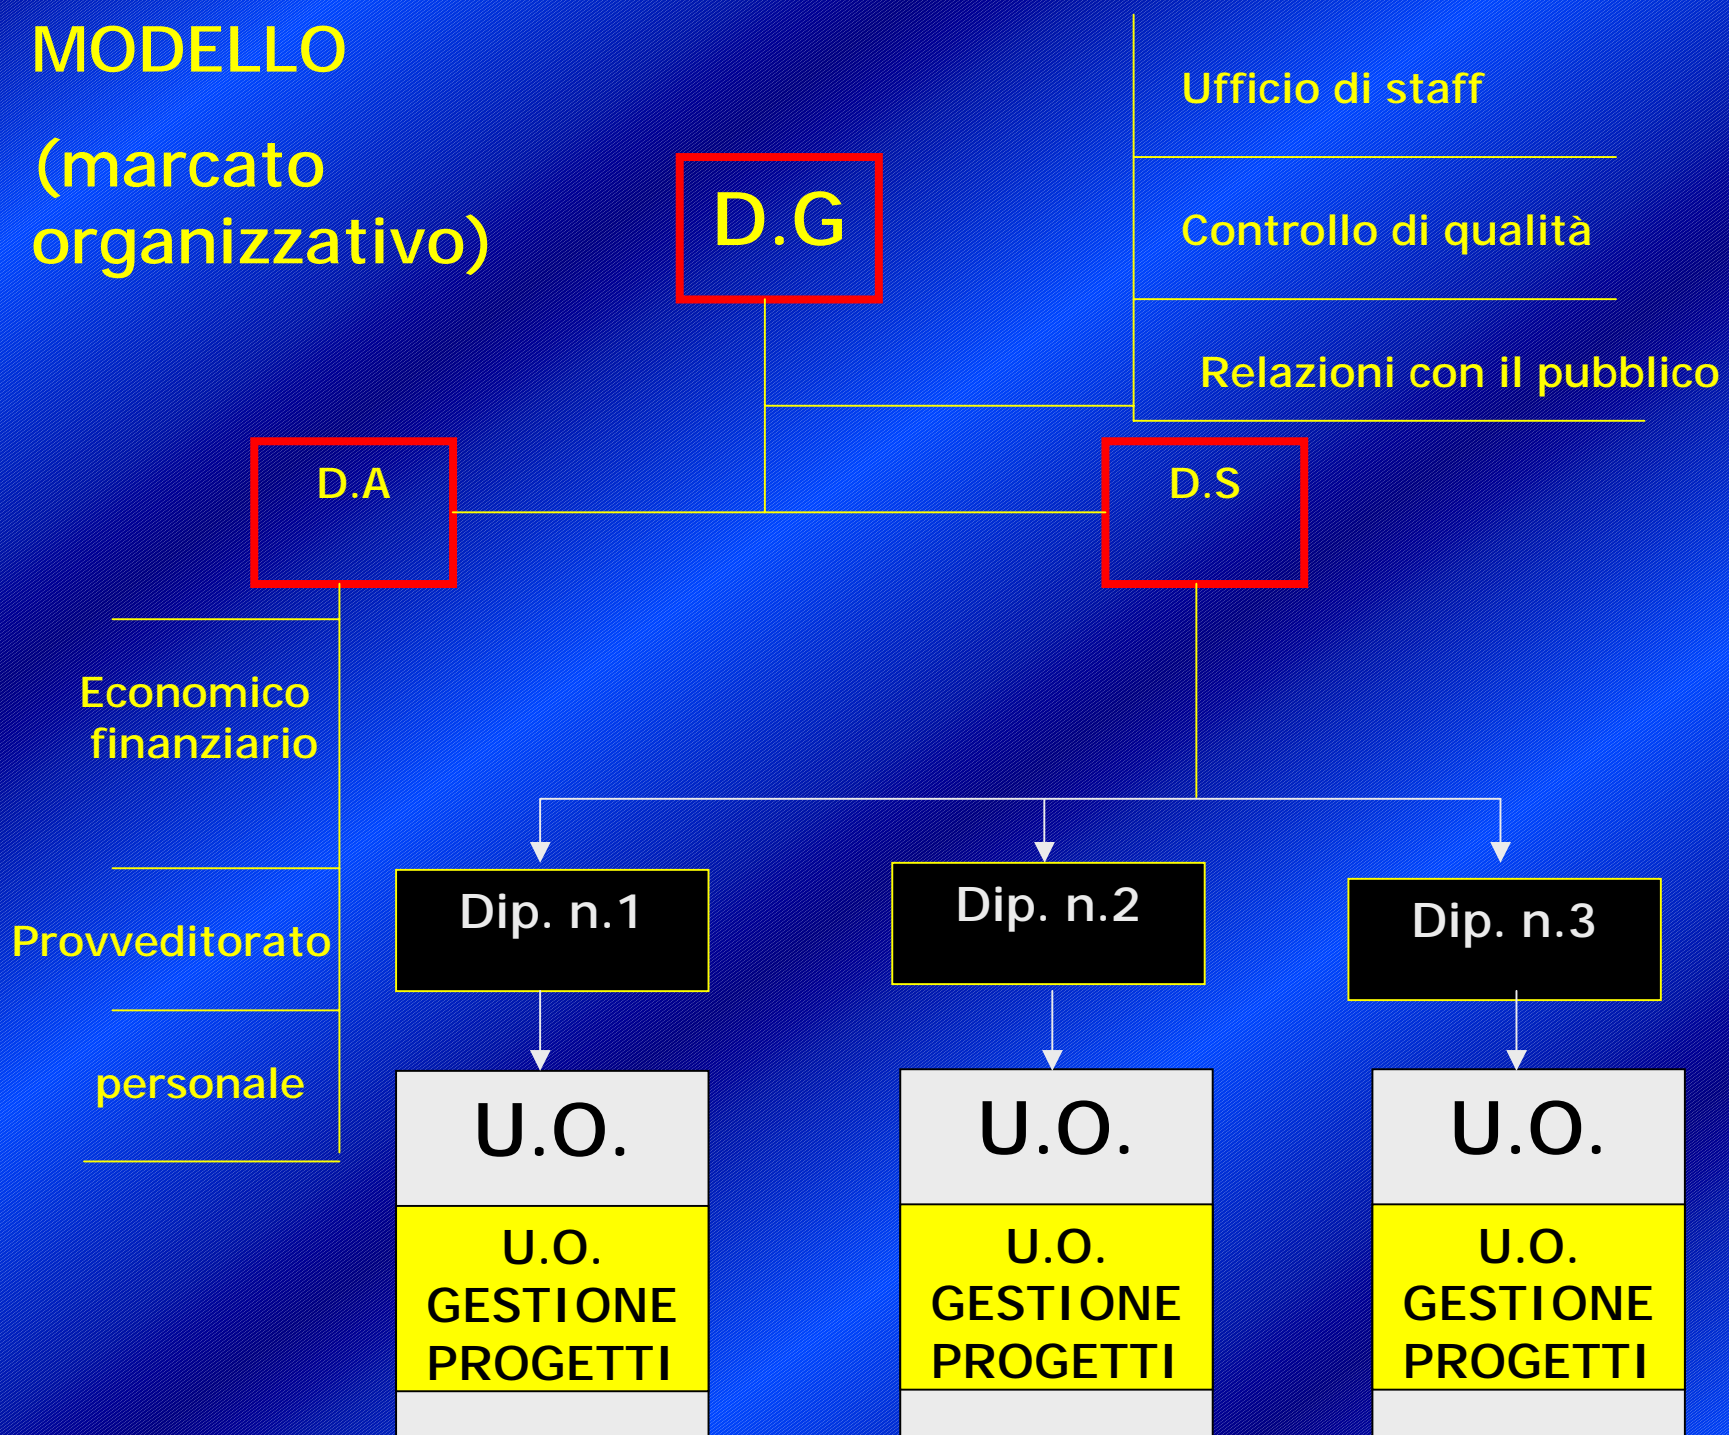 MODELLO
(marcato
organizzativo)
Ufficio di staff
D.G
Controllo di qualità
Relazioni con il pubblico
D.A
D.S
Economico
finanziario
Provveditorato
personale
Dip. n.1
Dip. n.2
Dip. n.3
U.O.
U.O.
GESTIONE
PROGETTI
U.O.
U.O.
GESTIONE
PROGETTI
U.O.
U.O.
GESTIONE
PROGETTI